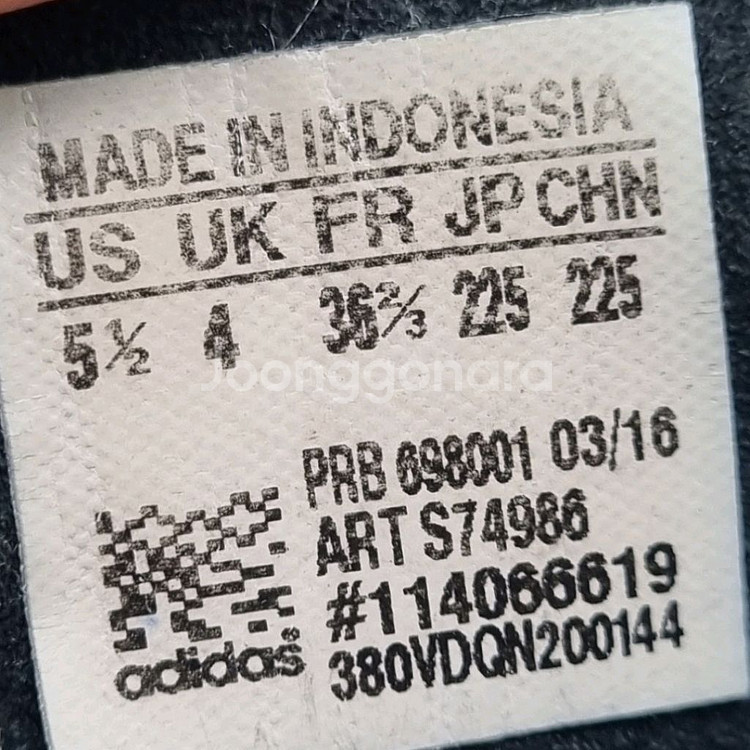 MADE IN INDONESIA
US UK FR JP CHN
5½ 4 36⅔ 225 225
Joonggonara
PRB 698001 03/16
ART S74986
#114066619
adidas® 380VDQN200144